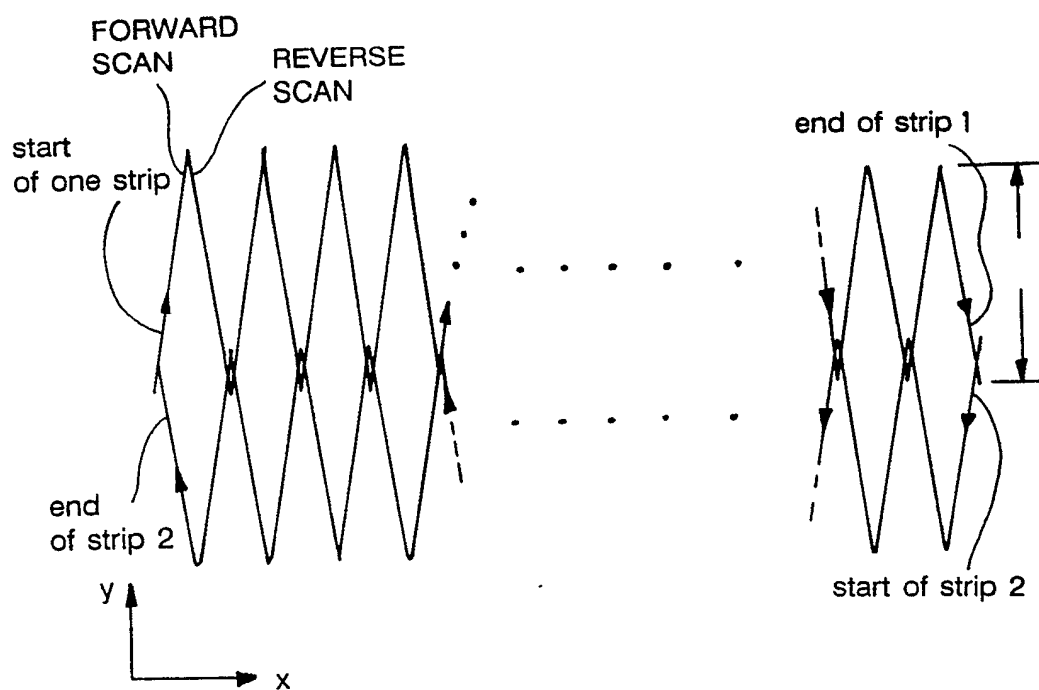 FORWARD
SCAN
REVERSE
SCAN
start
of one strip
end of strip 1
end
of strip 2
start of strip 2
y
x